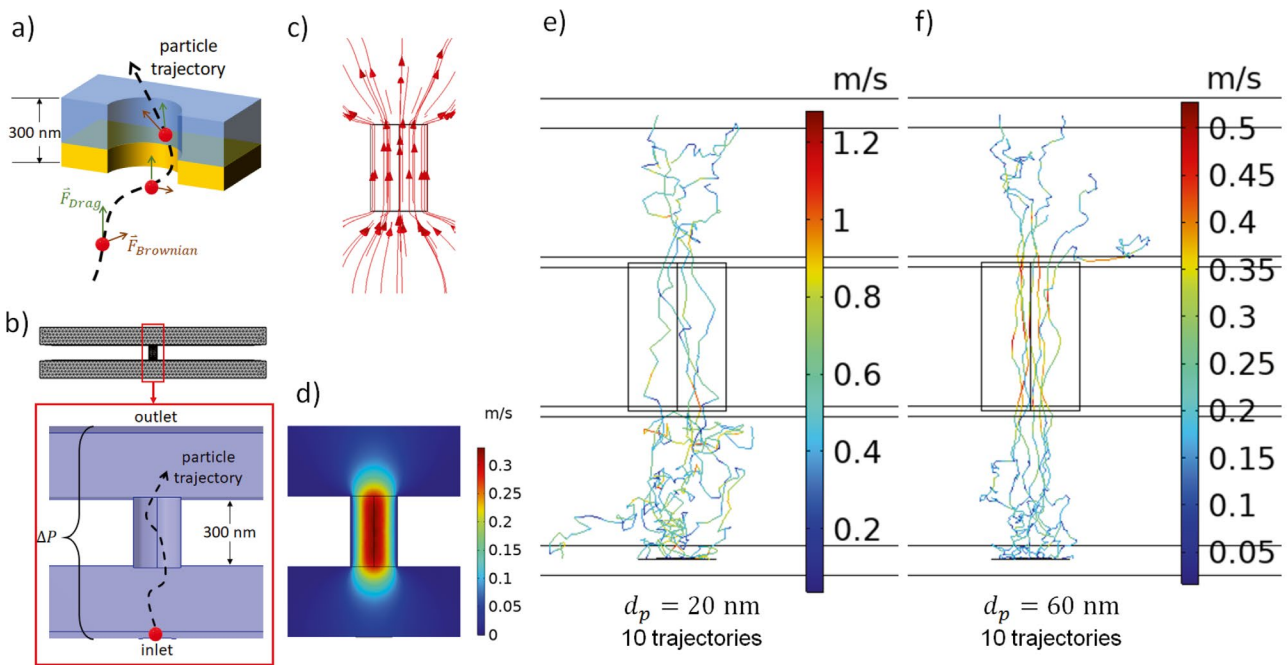 a)
particle
trajectory
300 nm
F⃗Drag
F⃗Brownian
b)
outlet
particle
trajectory
300 nm
ΔP
inlet
c)
d)
m/s
0.3
0.25
0.2
0.15
0.1
0.05
0
e)
m/s
1.2
1
0.8
0.6
0.4
0.2
dp = 20 nm
10 trajectories
f)
m/s
0.5
0.45
0.4
0.35
0.3
0.25
0.2
0.15
0.1
0.05
dp = 60 nm
10 trajectories